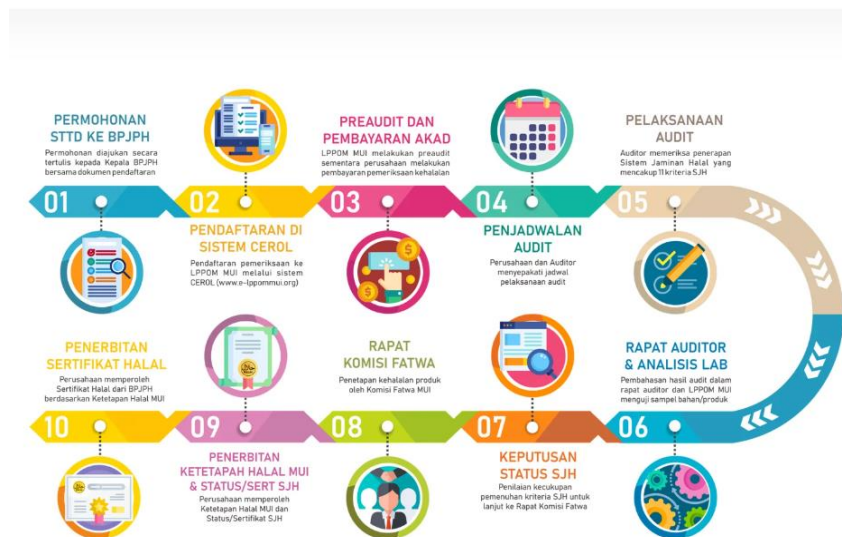 PERMOHONAN
STTD KE BPJPH
Permohonan diajukan secara
tertulis kepada Kepala BPJPH
bersama dokumen pendaftaran
01
02
PENDAFTARAN DI
SISTEM CEROL
Pendaftaran pemeriksaan ke
LPPOM MUI melalui sistem
CEROL (www.e-lppommui.org)
PREAUDIT DAN
PEMBAYARAN AKAD
LPPOM MUI melakukan preaudit
sementara perusahaan melakukan
pembayaran pemeriksaan kehalalan
03
04
PENJADWALAN
AUDIT
Perusahaan dan Auditor
menyepakati jadwal
pelaksanaan audit
PELAKSANAAN
AUDIT
Auditor memeriksa penerapan
Sistem Jaminan Halal yang
mencakup 11 kriteria SJH
05
RAPAT AUDITOR
& ANALISIS LAB
Pembahasan hasil audit dalam
rapat auditor dan LPPOM MUI
menguji sampel bahan/produk
06
07
KEPUTUSAN
STATUS SJH
Penilaian kecukupan
pemenuhan kriteria SJH untuk
lanjut ke Rapat Komisi Fatwa
RAPAT
KOMISI FATWA
Penetapan kehalalan produk
oleh Komisi Fatwa MUI
08
09
PENERBITAN
KETETAPAH HALAL MUI
& STATUS/SERT SJH
Perusahaan memperoleh
Ketetapan Halal MUI dan
Status/Sertifikat SJH
PENERBITAN
SERTIFIKAT HALAL
Perusahaan memperoleh
Sertifikat Halal dari BPJPH
berdasarkan Ketetapan Halal MUI
10